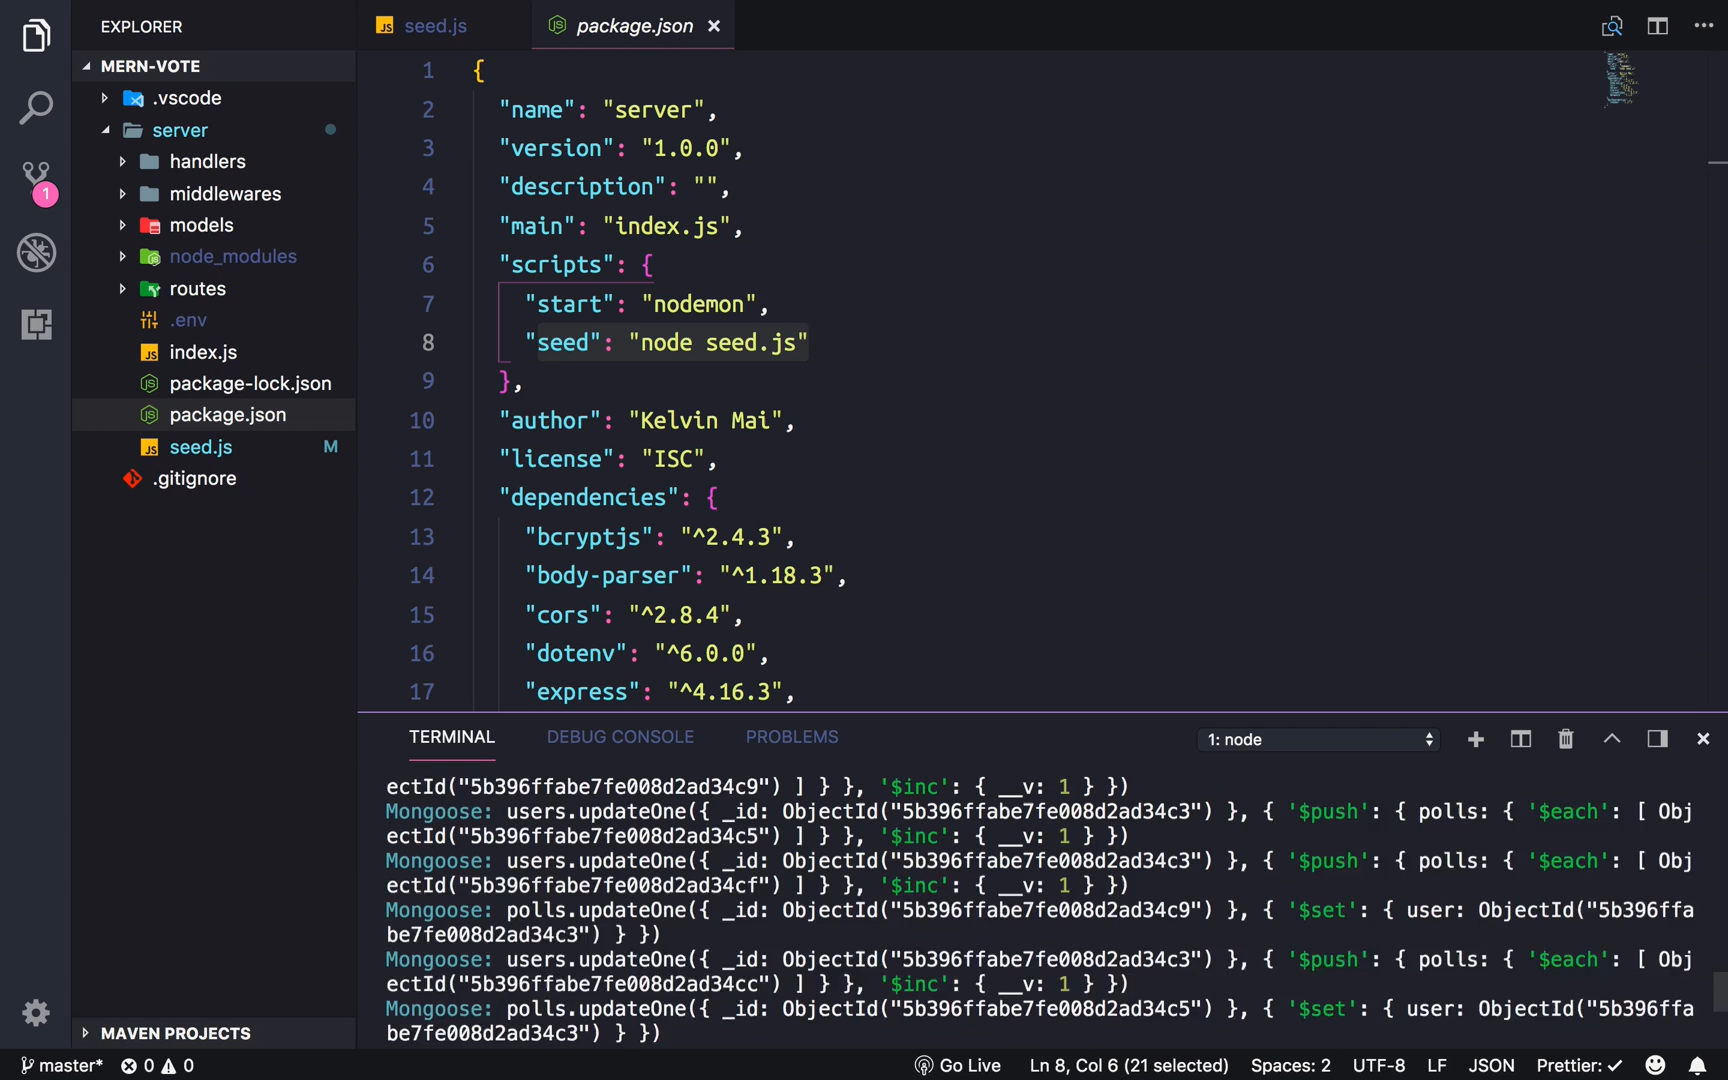 EXPLORER
MERN-VOTE
.vscode
server
handlers
middlewares
models
node_modules
routes
.env
index.js
package-lock.json
package.json
seed.js M
.gitignore
MAVEN PROJECTS
1
JS seed.js
package.json
1 {
2 "name": "server",
3 "version": "1.0.0",
4 "description": "",
5 "main": "index.js",
6 "scripts": {
7 "start": "nodemon",
8 "seed": "node seed.js"
9 },
10 "author": "Kelvin Mai",
11 "license": "ISC",
12 "dependencies": {
13 "bcryptjs": "^2.4.3",
14 "body-parser": "^1.18.3",
15 "cors": "^2.8.4",
16 "dotenv": "^6.0.0",
17 "express": "^4.16.3",
TERMINAL DEBUG CONSOLE PROBLEMS 1: node
ectId("5b396ffabe7fe008d2ad34c9") ] } }, '$inc': { __v: 1 } })
Mongoose: users.updateOne({ _id: ObjectId("5b396ffabe7fe008d2ad34c3") }, { '$push': { polls: { '$each': [ Obj
ectId("5b396ffabe7fe008d2ad34c5") ] } }, '$inc': { __v: 1 } })
Mongoose: users.updateOne({ _id: ObjectId("5b396ffabe7fe008d2ad34c3") }, { '$push': { polls: { '$each': [ Obj
ectId("5b396ffabe7fe008d2ad34cf") ] } }, '$inc': { __v: 1 } })
Mongoose: polls.updateOne({ _id: ObjectId("5b396ffabe7fe008d2ad34c9") }, { '$set': { user: ObjectId("5b396ffa
be7fe008d2ad34c3") } })
Mongoose: users.updateOne({ _id: ObjectId("5b396ffabe7fe008d2ad34c3") }, { '$push': { polls: { '$each': [ Obj
ectId("5b396ffabe7fe008d2ad34cc") ] } }, '$inc': { __v: 1 } })
Mongoose: polls.updateOne({ _id: ObjectId("5b396ffabe7fe008d2ad34c5") }, { '$set': { user: ObjectId("5b396ffa
be7fe008d2ad34c3") } })
master* 0 0 Go Live Ln 8, Col 6 (21 selected) Spaces: 2 UTF-8 LF JSON Prettier: ✓